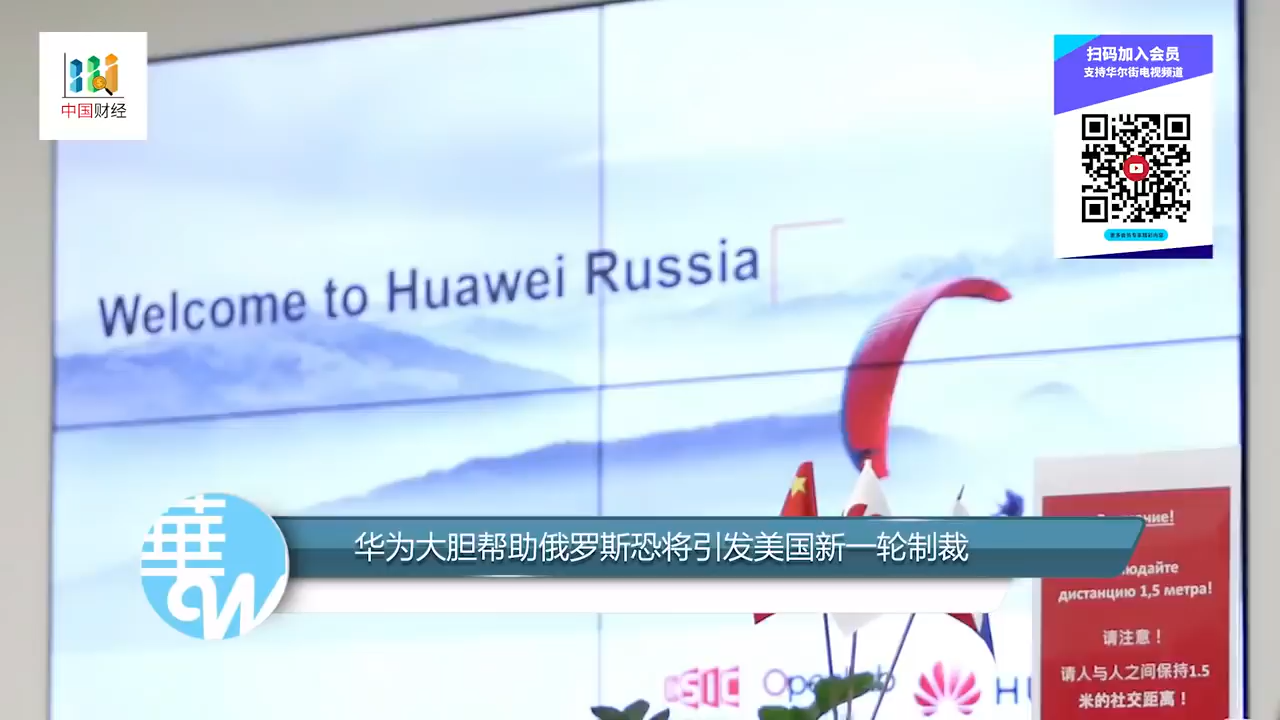 中国财经
扫码加入会员
支持华尔街电视频道
Welcome to Huawei Russia
華
华为大胆帮助俄罗斯恐将引发美国新一轮制裁
дистанцию 1,5 метра!
请注意！
请人与人之间保持1.5
米的社交距离！
CSIC